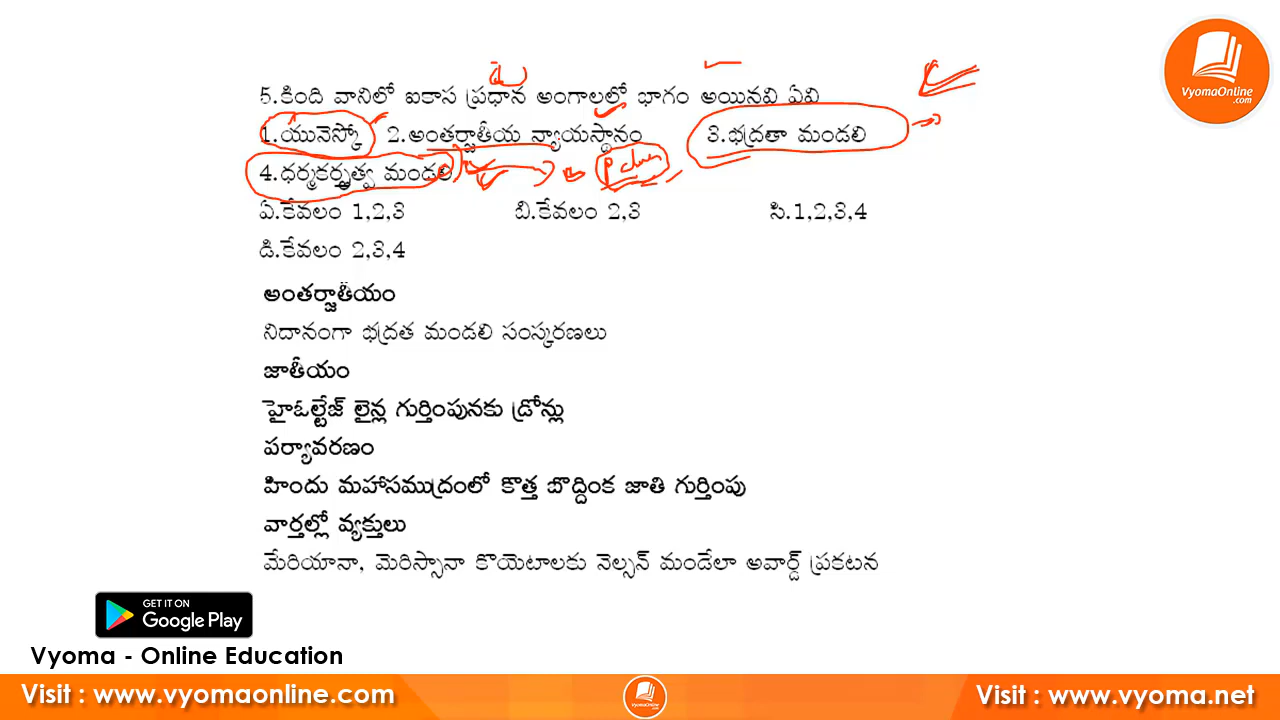 VyomaOnline
.com
5.కింది వానిలో ఐకాస ప్రధాన అంగాలల్లో భాగం అయినవి ఏవి
1.యునెస్కో 2.అంతర్జాతీయ న్యాయస్థానం 3.భద్రతా మండలి
4.ధర్మకర్తృత్వ మండలి
ఏ.కేవలం 1,2,3 బి.కేవలం 2,3 సి.1,2,3,4
డి.కేవలం 2,3,4
అంతర్జాతీయం
నిదానంగా భద్రత మండలి సంస్కరణలు
జాతీయం
హైఓల్టేజ్ లైన్ల గుర్తింపునకు డ్రోన్లు
పర్యావరణం
హిందు మహాసముద్రంలో కొత్త బొద్దింక జాతి గుర్తింపు
వార్తల్లో వ్యక్తులు
మేరియానా, మెరిస్సానా కొయెటాలకు నెల్సన్ మండేలా అవార్డ్ ప్రకటన
GET IT ON
Google Play
Vyoma - Online Education
Visit : www.vyomaonline.com Visit : www.vyoma.net